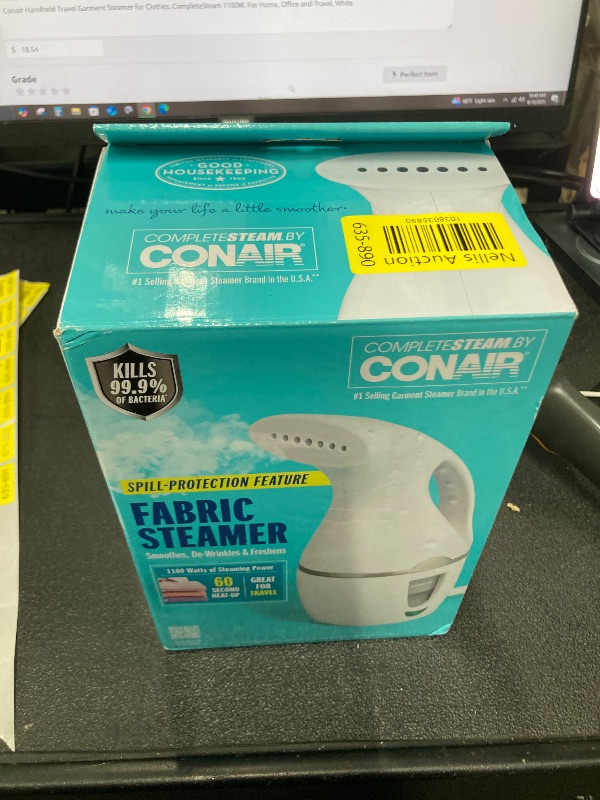 Conair Handheld Travel Garment Steamer for Clothes, CompleteSteam 1100W, For Home, Office and Travel, White
$ 18.54
Grade
Perfect Item
GOOD
HOUSEKEEPING
SINCE ★ 1909
make your life a little smoother
COMPLETESTEAM BY
CONAIR®
#1 Selling Garment Steamer Brand in the U.S.A.**
Nellis Auction
1038635890
635-890
COMPLETESTEAM BY
CONAIR®
#1 Selling Garment Steamer Brand in the U.S.A.**
KILLS
99.9%
OF BACTERIA*
SPILL-PROTECTION FEATURE
FABRIC
STEAMER
Smoothes, De-Wrinkles & Freshens
1100 Watts of Steaming Power
60
SECOND
HEAT-UP
GREAT
FOR
TRAVEL